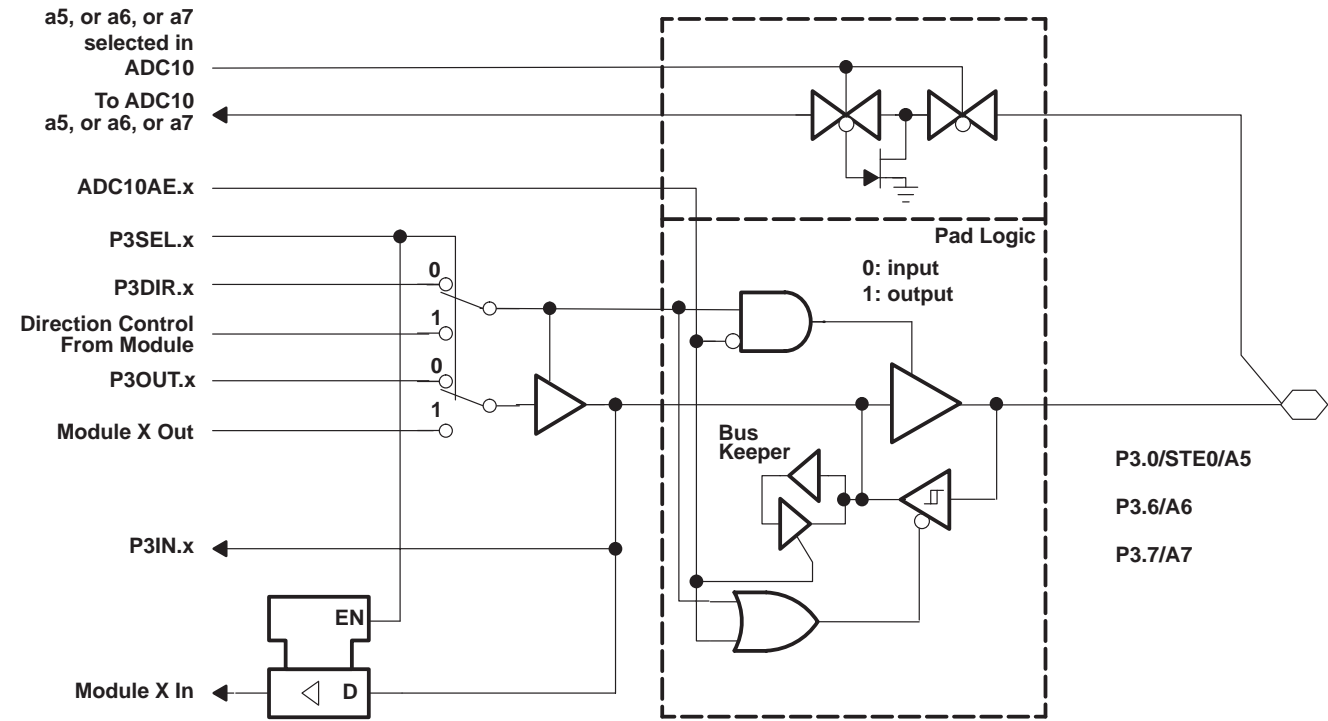 a5, or a6, or a7
selected in
ADC10
To ADC10
a5, or a6, or a7
ADC10AE.x
P3SEL.x
Pad Logic
0: input
1: output
0
P3DIR.x
1
Direction Control
From Module
0
P3OUT.x
1
Module X Out
Bus
Keeper
P3.0/STE0/A5
P3.6/A6
P3.7/A7
P3IN.x
EN
D
Module X In